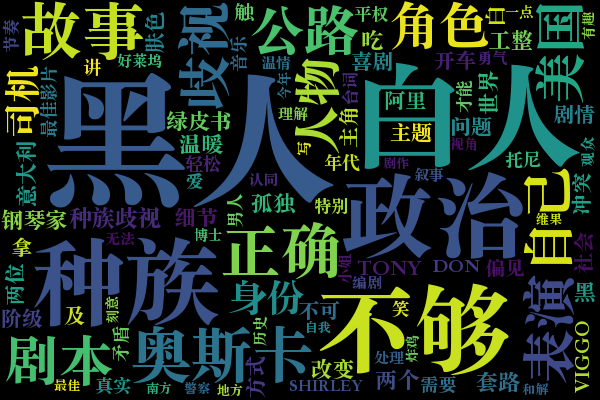 节奏
故事
肤色
歧视
触
公路
平权
吃
角色
白
一点
工整
美国
有趣
好莱坞
音乐
温情
喜剧
开车
勇气
司机
最佳影片
讲
今年
台词
黑人
白人
阿里
才能
世界
剧情
绿皮书
理解
人物
主角
主题
问题
视角
托尼
观众
意大利
温暖
轻松
写
年代
剧作
叙事
爱
认同
孤独
特别
政治
自己
冲突
钢琴家
种族歧视
细节
男人
维果
拿
无法
博士
正确
小姐
TONY
DON
偏见
社会
两位
种族
身份
不可
编剧
不够
表演
黑
阶级
及
刻意
矛盾
历史
自我
笑
炸鸡
VIGGO
剧本
奥斯卡
改变
处理
最佳
真实
南方
警察
地方
方式
SHIRLEY
两个
需要
套路
和解